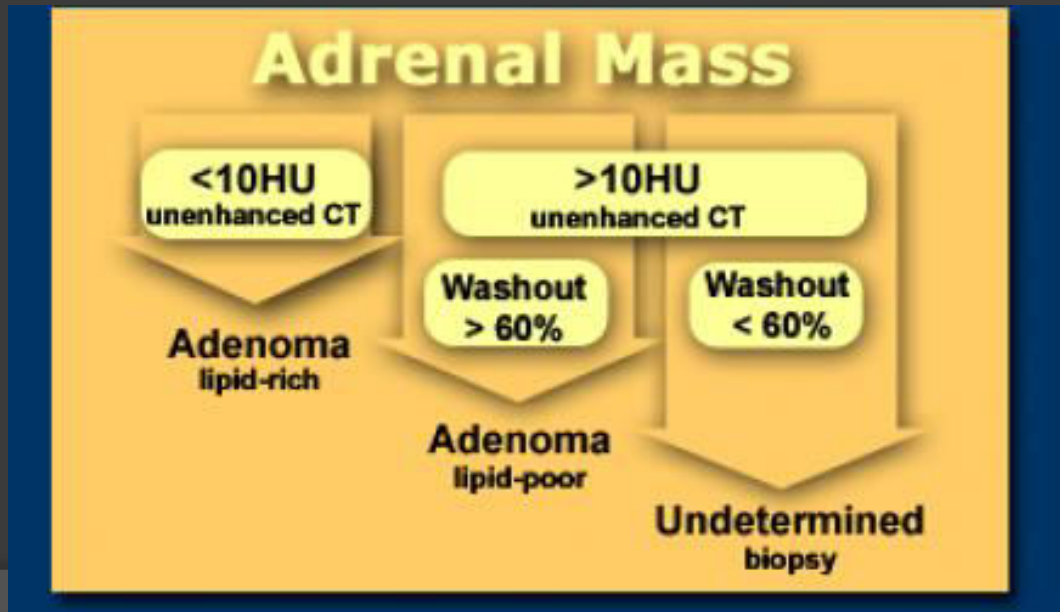 Adrenal Mass
<10HU
unenhanced CT
>10HU
unenhanced CT
Washout
> 60%
Washout
< 60%
Adenoma
lipid-rich
Adenoma
lipid-poor
Undetermined
biopsy